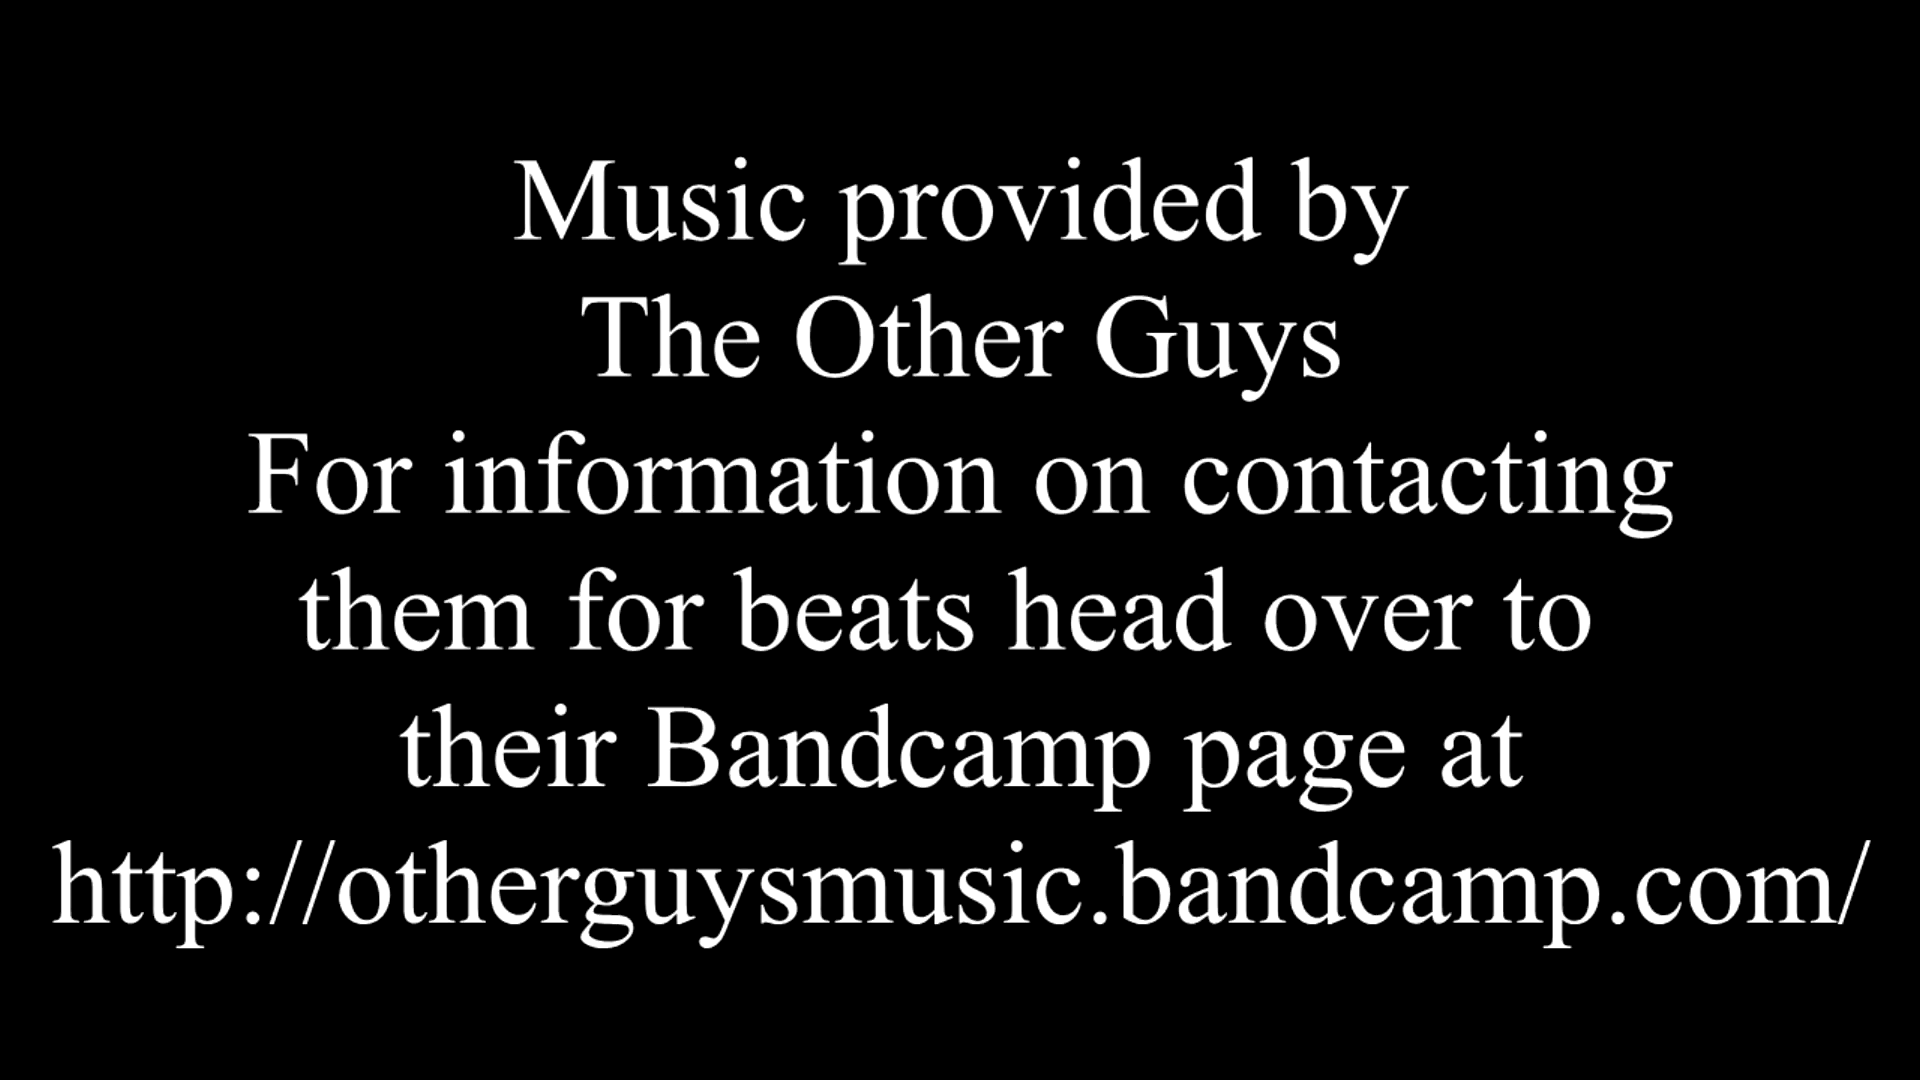 Music provided by
The Other Guys
For information on contacting
them for beats head over to
their Bandcamp page at
http://otherguysmusic.bandcamp.com/